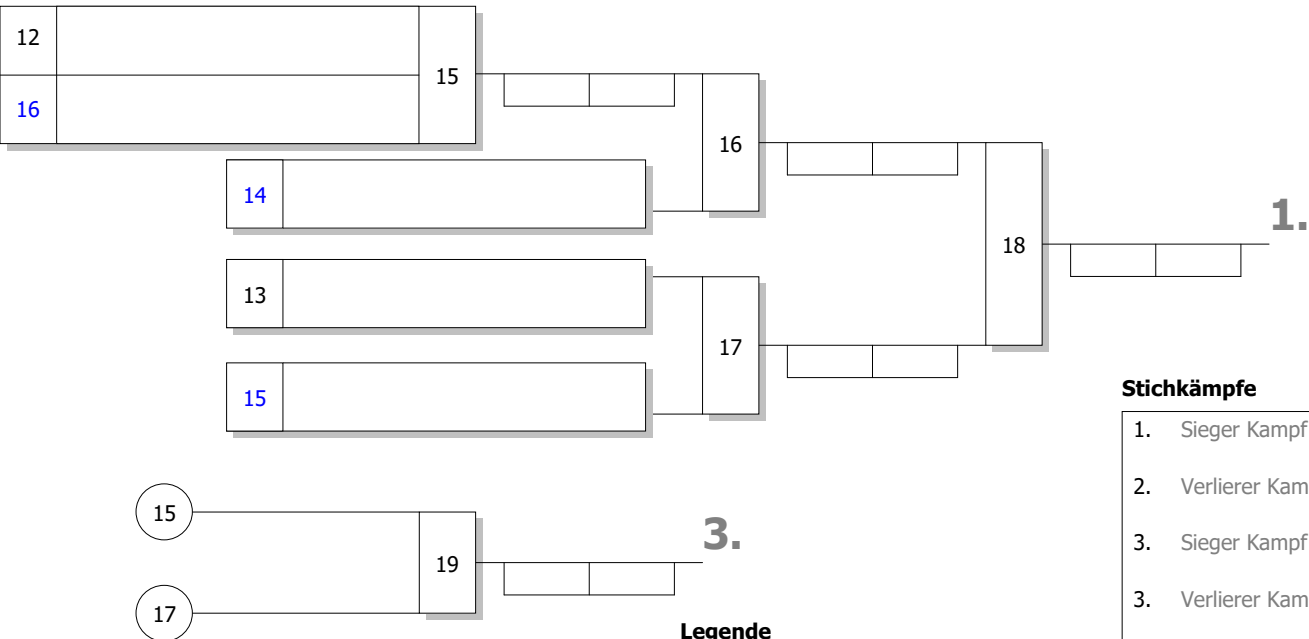 12
15
16
16
14
1.
18
13
17
15
Stichkämpfe
1. Sieger Kampf
2. Verlierer Kam
3. Sieger Kampf
3. Verlierer Kam
15
3.
19
17
Legende